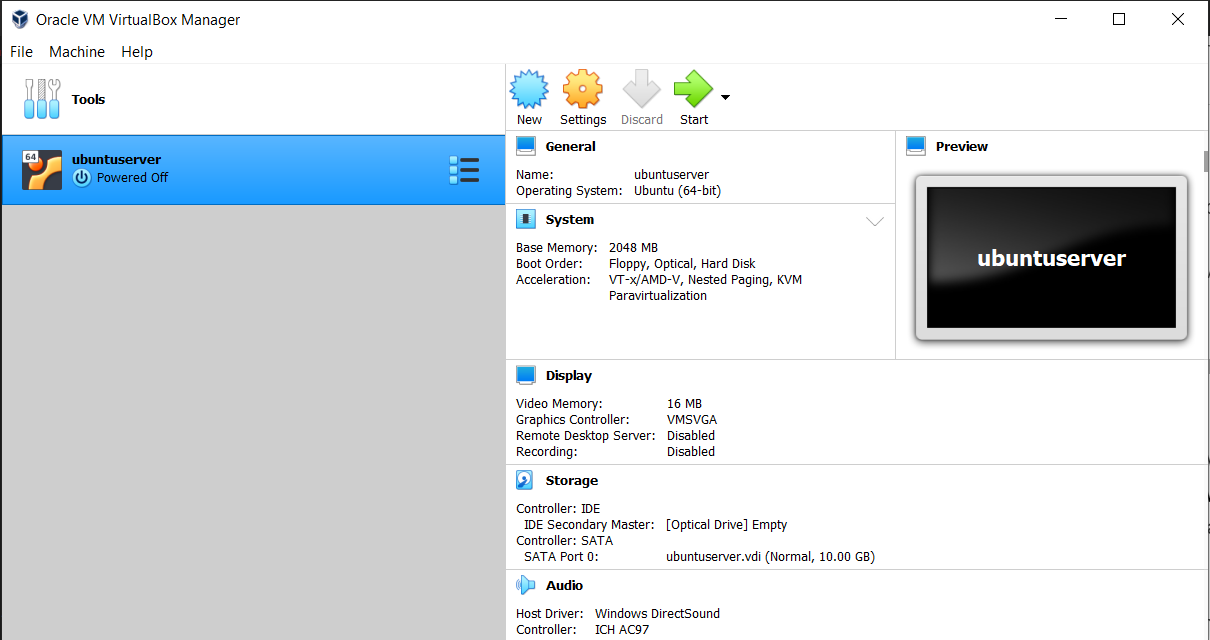 Oracle VM VirtualBox Manager
File Machine Help
Tools
64
ubuntuserver
Powered Off
New Settings Discard Start
General
Name: ubuntuserver
Operating System: Ubuntu (64-bit)
System
Base Memory: 2048 MB
Boot Order: Floppy, Optical, Hard Disk
Acceleration: VT-x/AMD-V, Nested Paging, KVM
Paravirtualization
Preview
ubuntuserver
Display
Video Memory: 16 MB
Graphics Controller: VMSVGA
Remote Desktop Server: Disabled
Recording: Disabled
Storage
Controller: IDE
IDE Secondary Master: [Optical Drive] Empty
Controller: SATA
SATA Port 0: ubuntuserver.vdi (Normal, 10.00 GB)
Audio
Host Driver: Windows DirectSound
Controller: ICH AC97